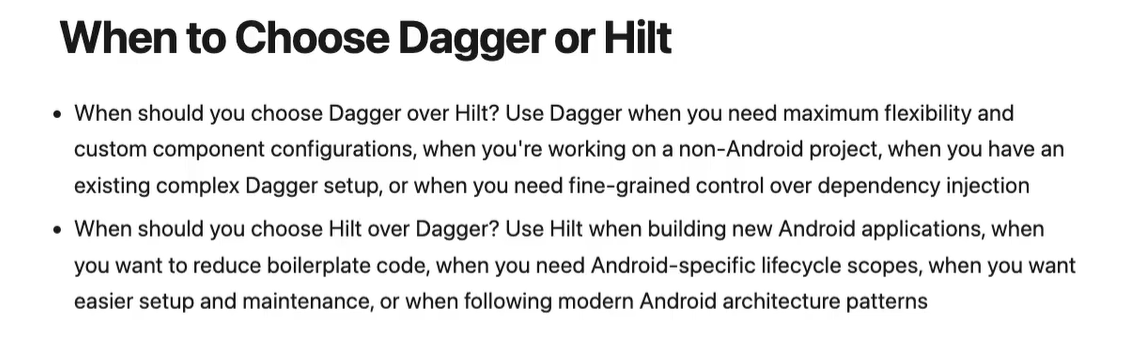 When to Choose Dagger or Hilt
• When should you choose Dagger over Hilt? Use Dagger when you need maximum flexibility and
custom component configurations, when you're working on a non-Android project, when you have an
existing complex Dagger setup, or when you need fine-grained control over dependency injection
• When should you choose Hilt over Dagger? Use Hilt when building new Android applications, when
you want to reduce boilerplate code, when you need Android-specific lifecycle scopes, when you want
easier setup and maintenance, or when following modern Android architecture patterns